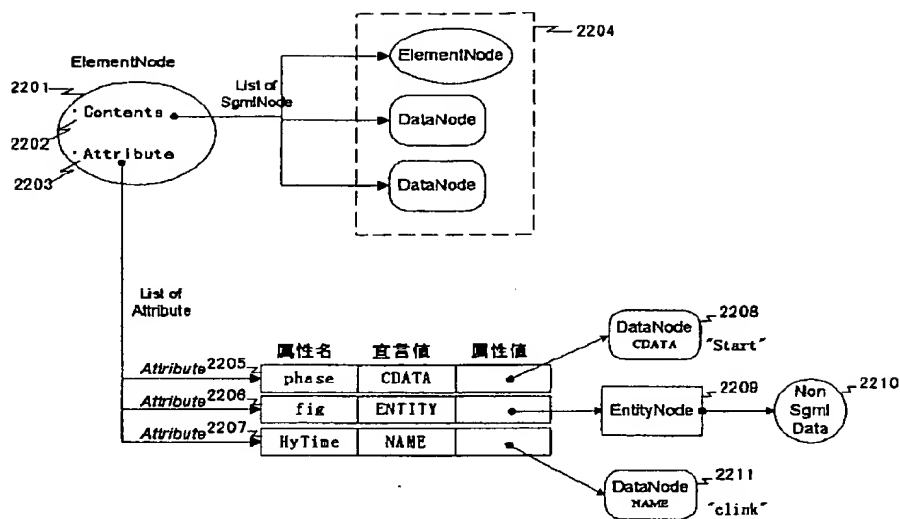 2204
ElementNode
ElementNode
2201
List of
SgmlNode
・Contents
2202
DataNode
・Attribute
2203
DataNode
List of
Attribute
2208
DataNode
CDATA
"Start"
属性名 宣言値 属性値
Attribute 2205
phase CDATA
2209
2210
Attribute 2206
fig ENTITY
EntityNode
Non
Sgml
Data
Attribute 2207
HyTime NAME
2211
DataNode
NAME
"clink"